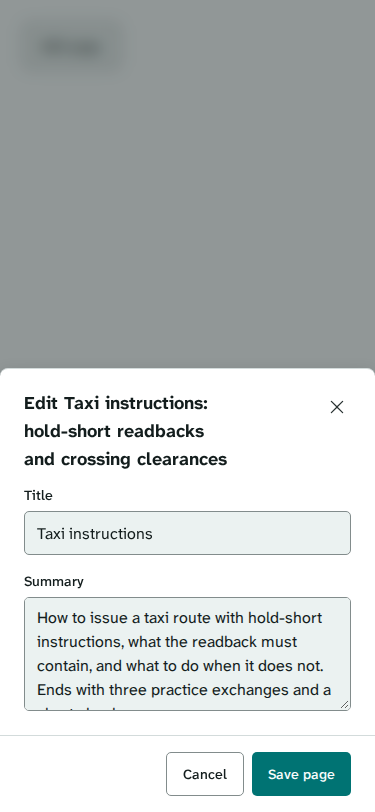 Edit Taxi instructions:
hold-short readbacks
and crossing clearances
Title
Taxi instructions
Summary
How to issue a taxi route with hold-short
instructions, what the readback must
contain, and what to do when it does not.
Ends with three practice exchanges and a
Cancel
Save page